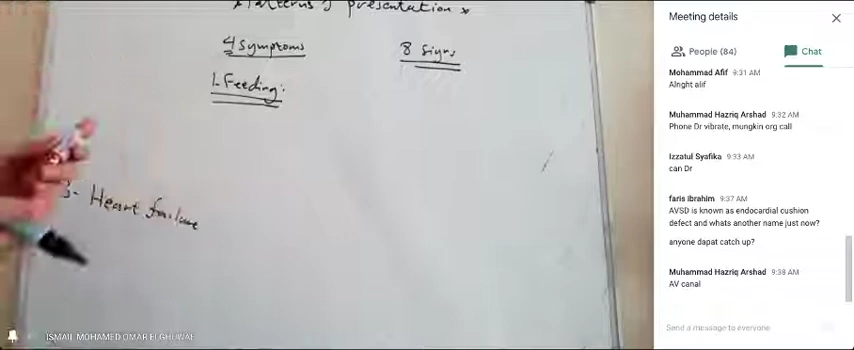 * Patterns of presentation *
4 symptoms
8 signs
1. Feeding:
3- Heart failure
ISMAIL MOHAMED OMAR
Meeting details
People (84)
Chat
Mohammad Afif 9:31 AM
Alright alif
Muhammad Hazriq Arshad 9:32 AM
Phone Dr vibrate, mungkin org call
Izzatul Syafika 9:33 AM
can Dr
faris ibrahim 9:37 AM
AVSD is known as endocardial cushion
defect and whats another name just now?
anyone dapat catch up?
Muhammad Hazriq Arshad 9:38 AM
AV canal
Send a message to everyone